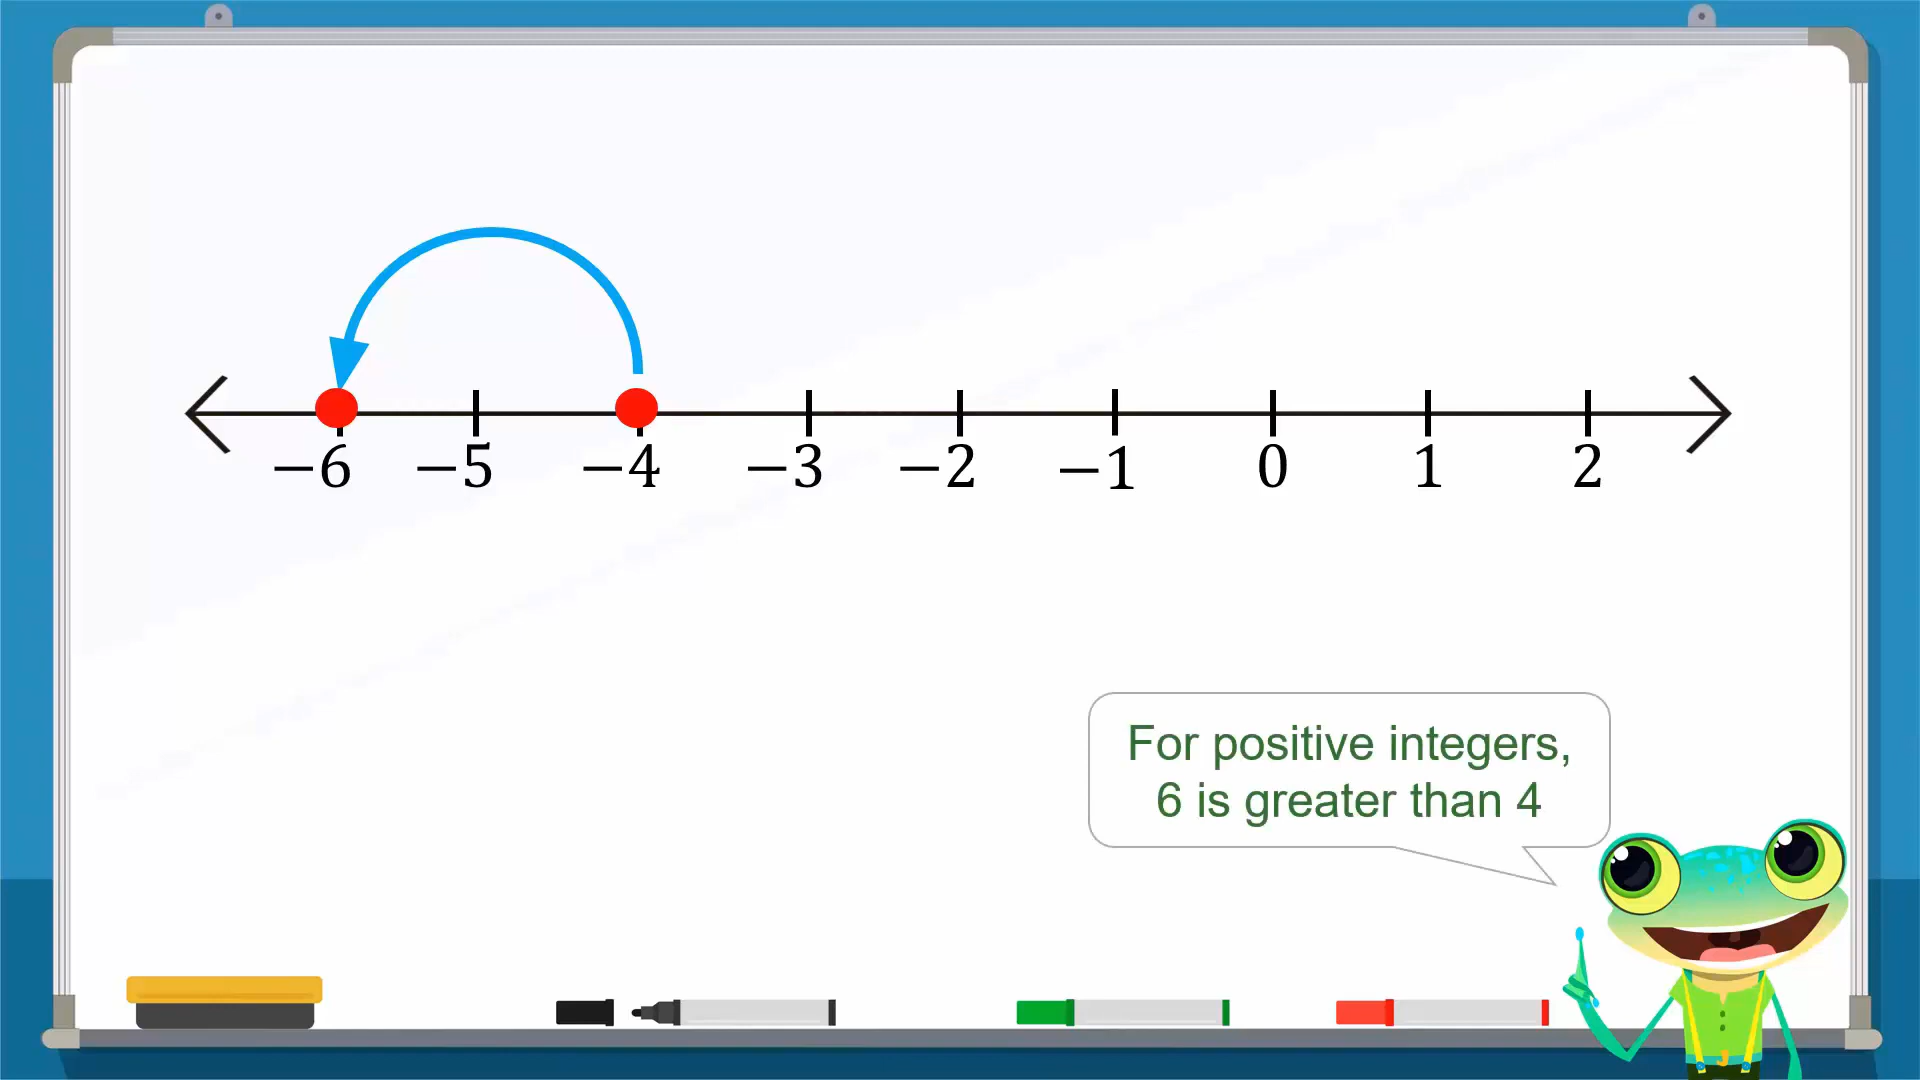 −6 −5 −4 −3 −2 −1 0 1 2
For positive integers,
6 is greater than 4
J